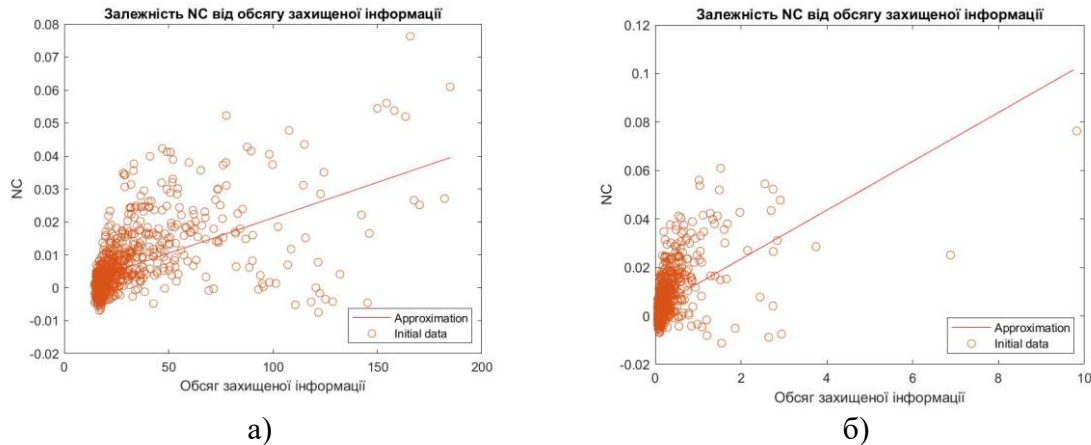 Залежність NC від обсягу захищеної інформації
0.08
0.07
0.06
0.05
0.04
0.03
0.02
0.01
0
-0.01
-0.02
NC
0
50
100
150
200
Обсяг захищеної інформації
Approximation
Initial data
а)
Залежність NC від обсягу захищеної інформації
0.12
0.1
0.08
0.06
0.04
0.02
0
-0.02
NC
0
2
4
6
8
10
Обсяг захищеної інформації
Approximation
Initial data
б)